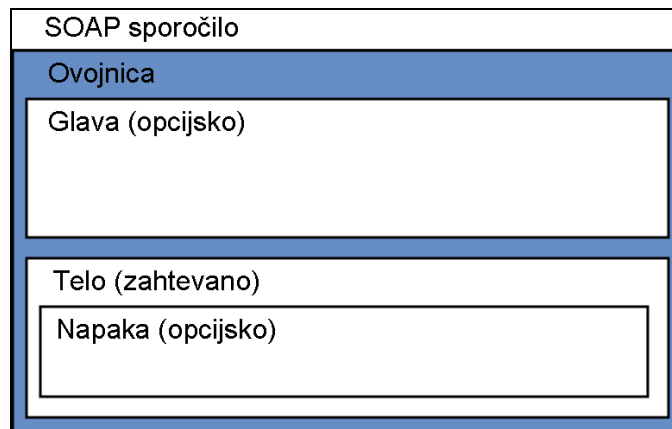 SOAP sporočilo
Ovojnica
Glava (opcijsko)
Telo (zahtevano)
Napaka (opcijsko)